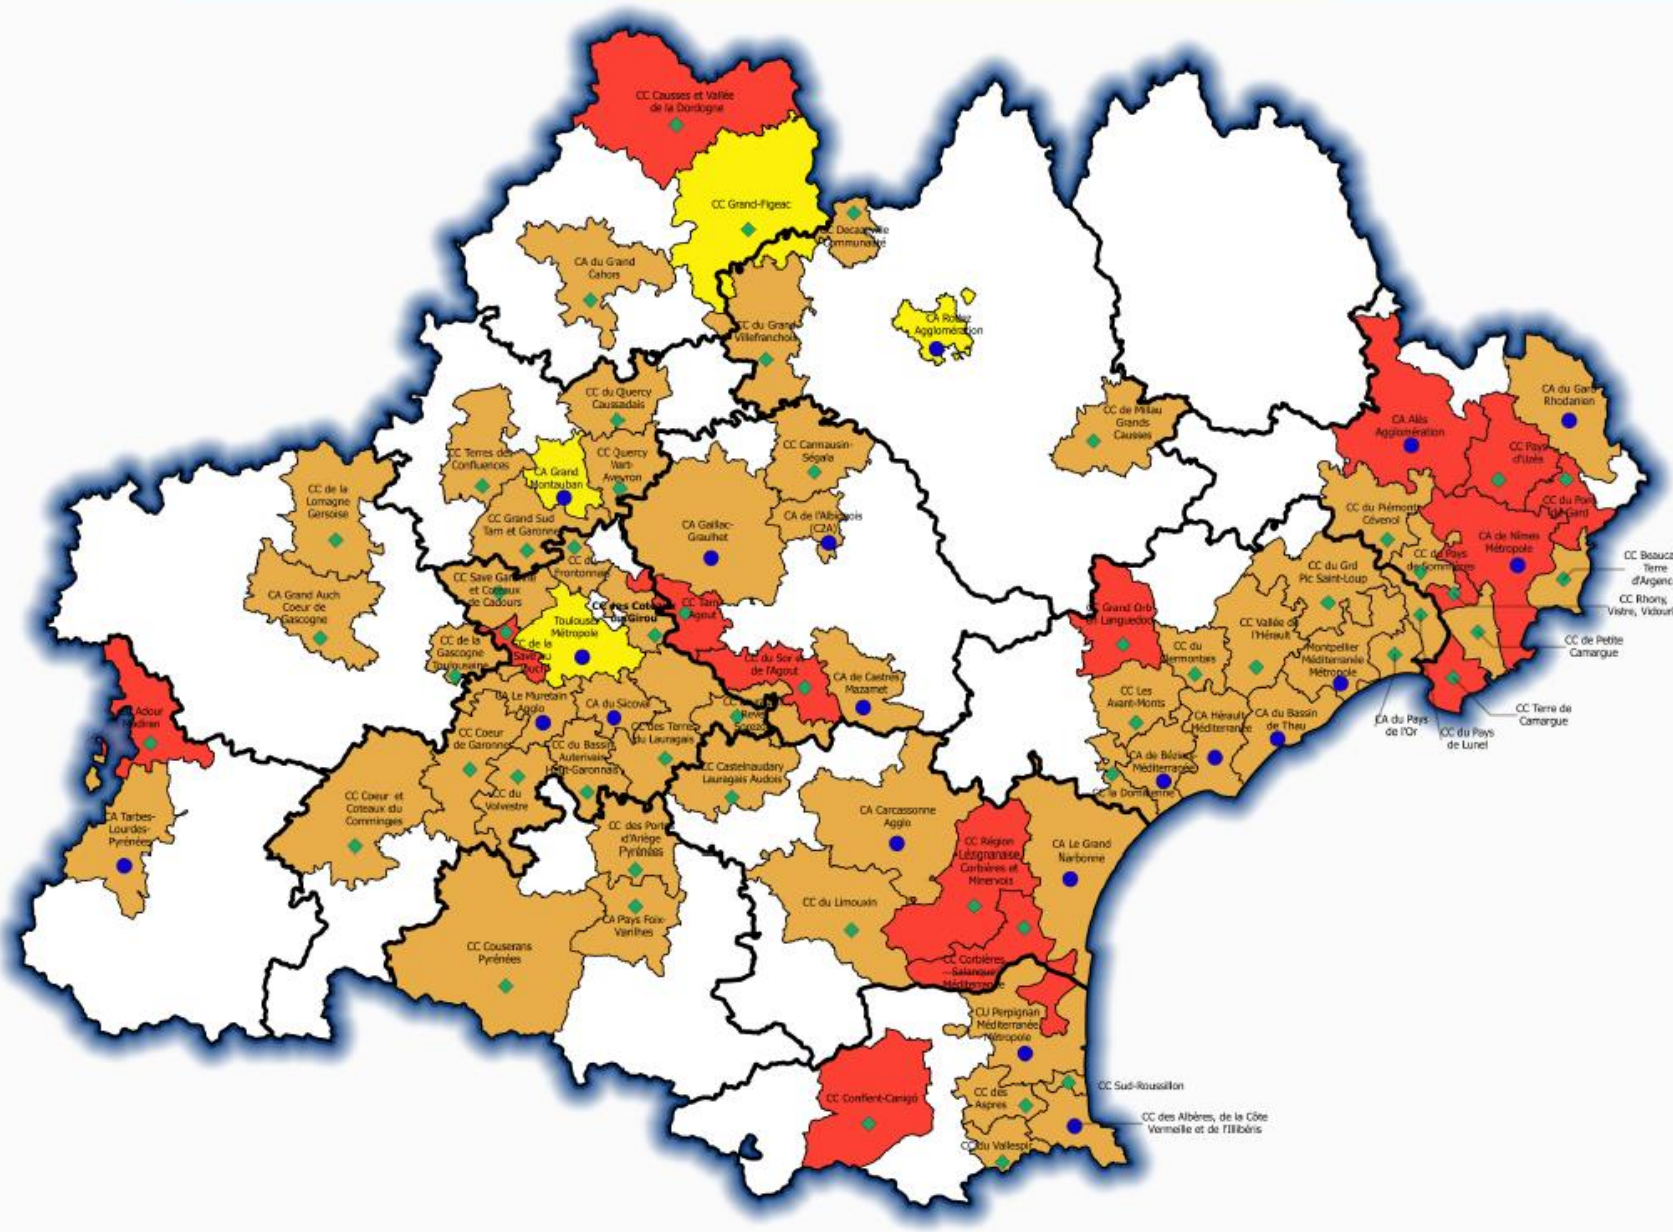 CC Causses et Vallée
de la Dordogne
CC Grand-Figeac
CC Decazeville
Communauté
CA du Grand
Cahors
CC du Grand
Villefranchois
CA Rodez
Agglomération
CC du Quercy
Caussadais
CC de Millau
Grands
Causses
CA Alès
Agglomération
CA du Gard
Rhodanien
CC Pays
d'Uzès
CC du Pont
du Gard
CC Terres des
Confluences
CA Grand
Montauban
CC Quercy
Vert-
Aveyron
CC Carmausin-
Ségala
CC de la
Lomagne
Gersoise
CC Grand Sud
Tarn et Garonne
CA Gaillac-
Graulhet
CA de l'Albigeois
(C2A)
CC du Piémont
Cévenol
CA de Nîmes
Métropole
CC du Pays
de Sommières
CC Beaucaire
Terre
d'Argence
CC Rhony,
Vistre, Vidourle
CC de Petite
Camargue
CC Terre de
Camargue
CC du Pays
de Lunel
CA du Pays
de l'Or
CC du Grd
Pic Saint-Loup
CC Vallée de
l'Hérault
Montpellier
Méditerranée
Métropole
CC Grand Orb
en Languedoc
CC du
Clermontais
CC Les
Avant-Monts
CA Hérault
Méditerranée
CA du Bassin
de Thau
CA de Béziers-
Méditerranée
CC la Domitienne
CA Grand Auch
Coeur de
Gascogne
CC Save Garonne
et Coteaux
de Cadours
CC du
Frontonnais
CC des Coteaux
du Girou
CC Tarn
Agout
Toulouse
Métropole
CC de la
Gascogne
Toulousaine
CC de la
Save au
Touch
CC du Sor et
de l'Agout
CA de Castres
Mazamet
CA Le Muretain
Agglo
CA du Sicoval
CC des Terres
du Lauragais
CC Coeur
de Garonne
CC du Bassin
Auterivain
Haut-Garonnais
CC du
Volvestre
CC Castelnaudary
Lauragais Audois
CC Adour
Madiran
CA Tarbes-
Lourdes-
Pyrénées
CC Coeur et
Coteaux du
Comminges
CC des Portes
d'Ariège
Pyrénées
CA Pays Foix-
Varilhes
CC Couserans
Pyrénées
CA Carcassonne
Agglo
CC du Limouxin
CC Région
Lézignanaise,
Corbières et
Minervois
CA Le Grand
Narbonne
CC Corbières
Salanque
Méditerranée
CU Perpignan
Méditerranée
Métropole
CC Sud-Roussillon
CC des
Aspres
CC Conflent-Canigó
CC des Albères, de la Côte
Vermeille et de l'Illibéris
CC du Vallespir